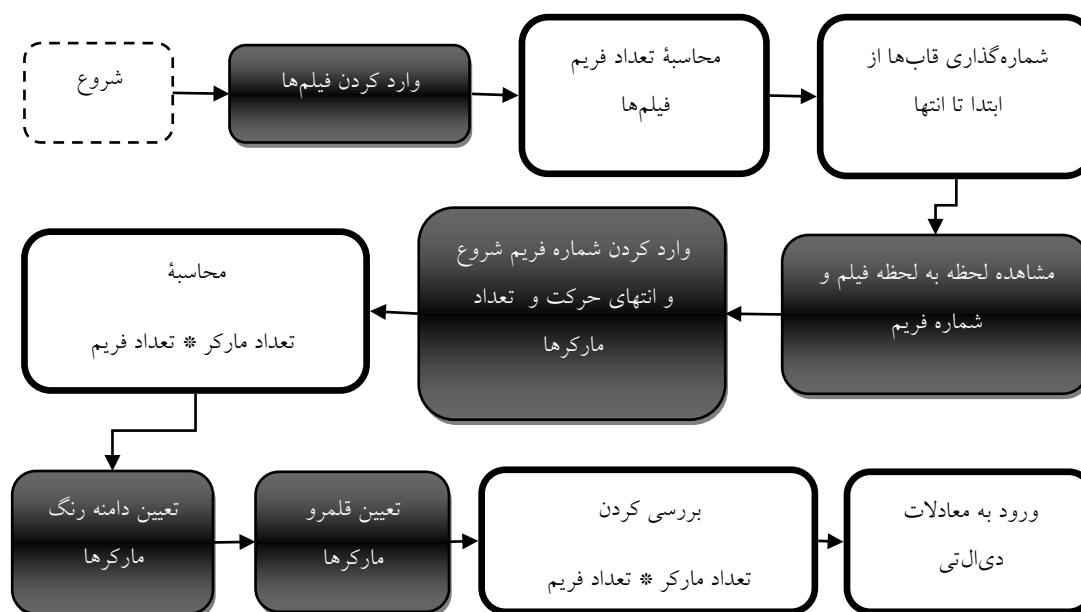 شروع
وارد کردن فیلم‌ها
محاسبۀ تعداد فریم
فیلم‌ها
شماره‌گذاری قاب‌ها از
ابتدا تا انتها
مشاهده لحظه به لحظه فیلم و
شماره فریم
وارد کردن شماره فریم شروع
و انتهای حرکت و تعداد
مارکرها
محاسبۀ
تعداد مارکر * تعداد فریم
تعیین دامنه رنگ
مارکرها
تعیین قلمرو
مارکرها
بررسی کردن
تعداد مارکر * تعداد فریم
ورود به معادلات
دی‌ال‌تی